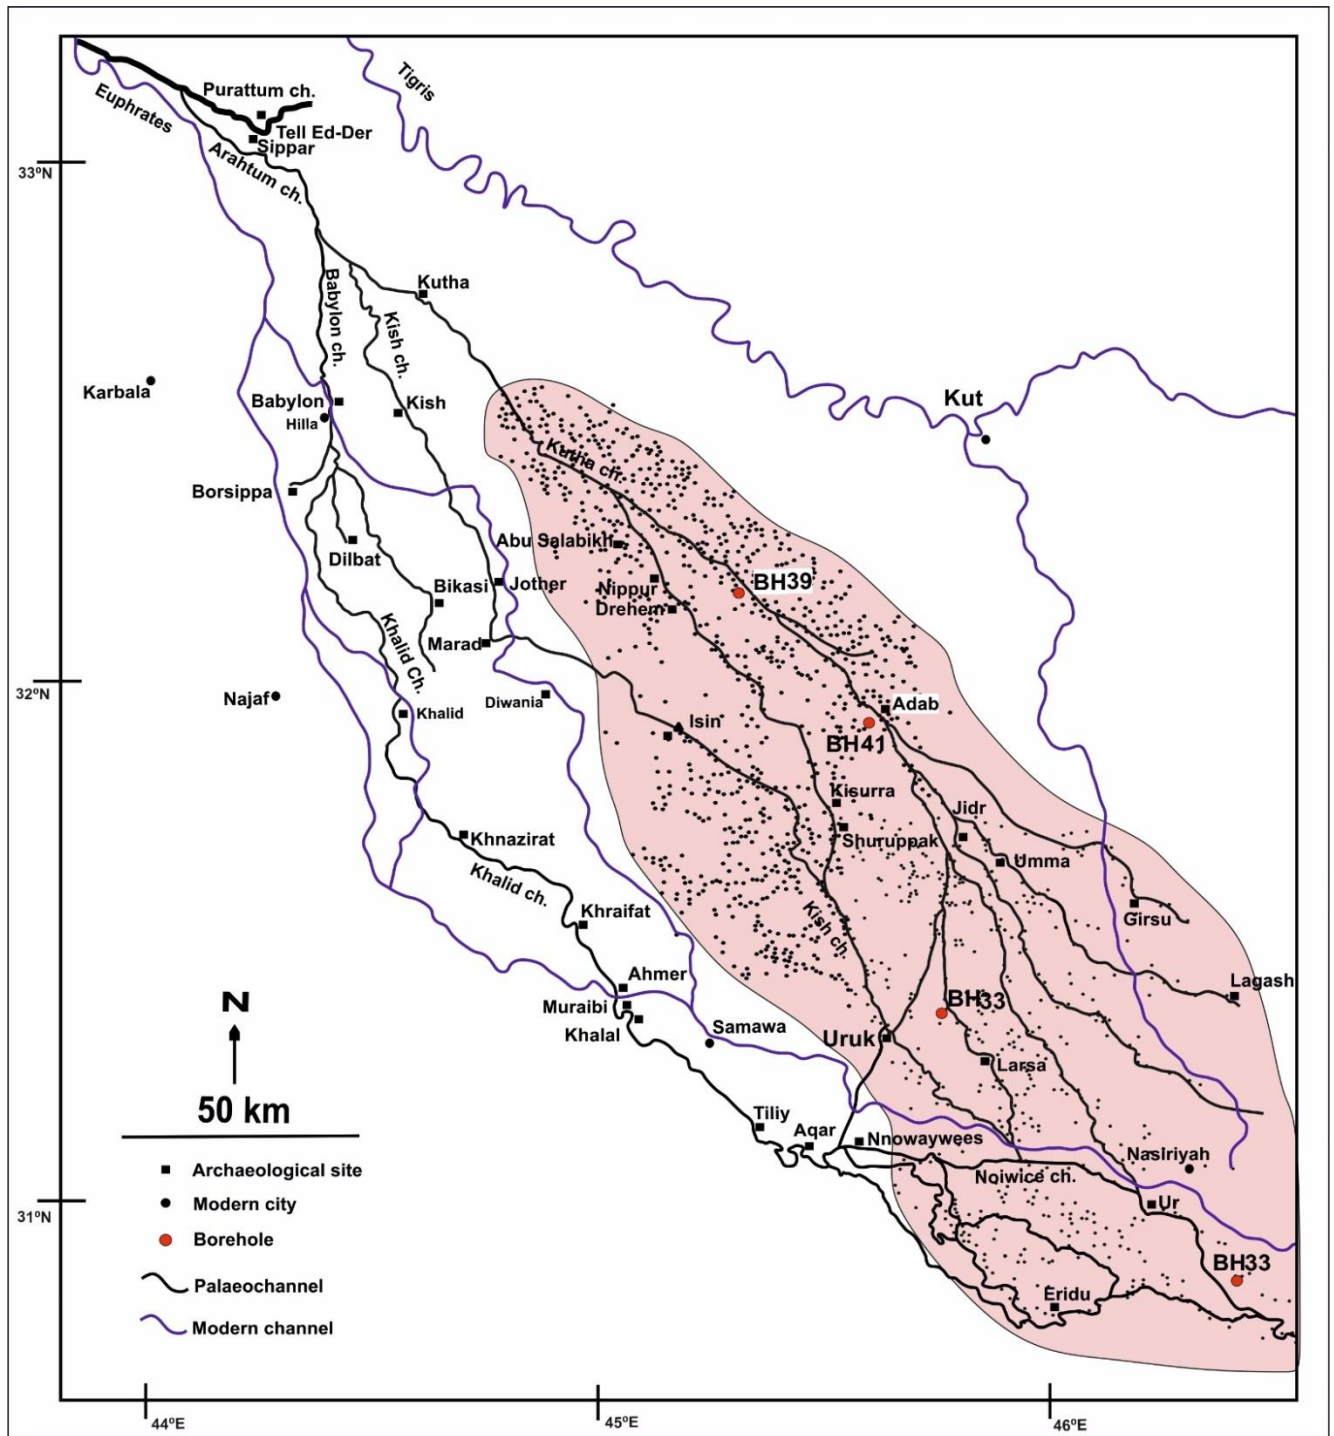 Tigris
Purattum ch.
Euphrates
Tell Ed-Der
Sippar
Arahtum ch.
33°N
Kutha
Babylon ch.
Kish ch.
Karbala
Babylon
Kish
Hilla
Kut
Kutha ch.
Borsippa
Abu Salabikh
Dilbat
Bikasi
Jother
Nippur
BH39
Drehem
Khalid Ch.
Marad
32°N
Najaf
Diwania
Adab
Khalid
Isin
BH41
Kisurra
Jidr
Khnazirat
Shuruppak
Umma
Khalid ch.
Khraifat
Kish ch.
Girsu
Ahmer
Lagash
N
Muraibi
BH33
Khalal
Samawa
Uruk
Larsa
50 km
Tiliy
Aqar
Nnowaywees
Nasiriyah
Archaeological site
Noiwice ch.
Modern city
Ur
31°N
Borehole
BH33
Palaeochannel
Eridu
Modern channel
44°E
45°E
46°E